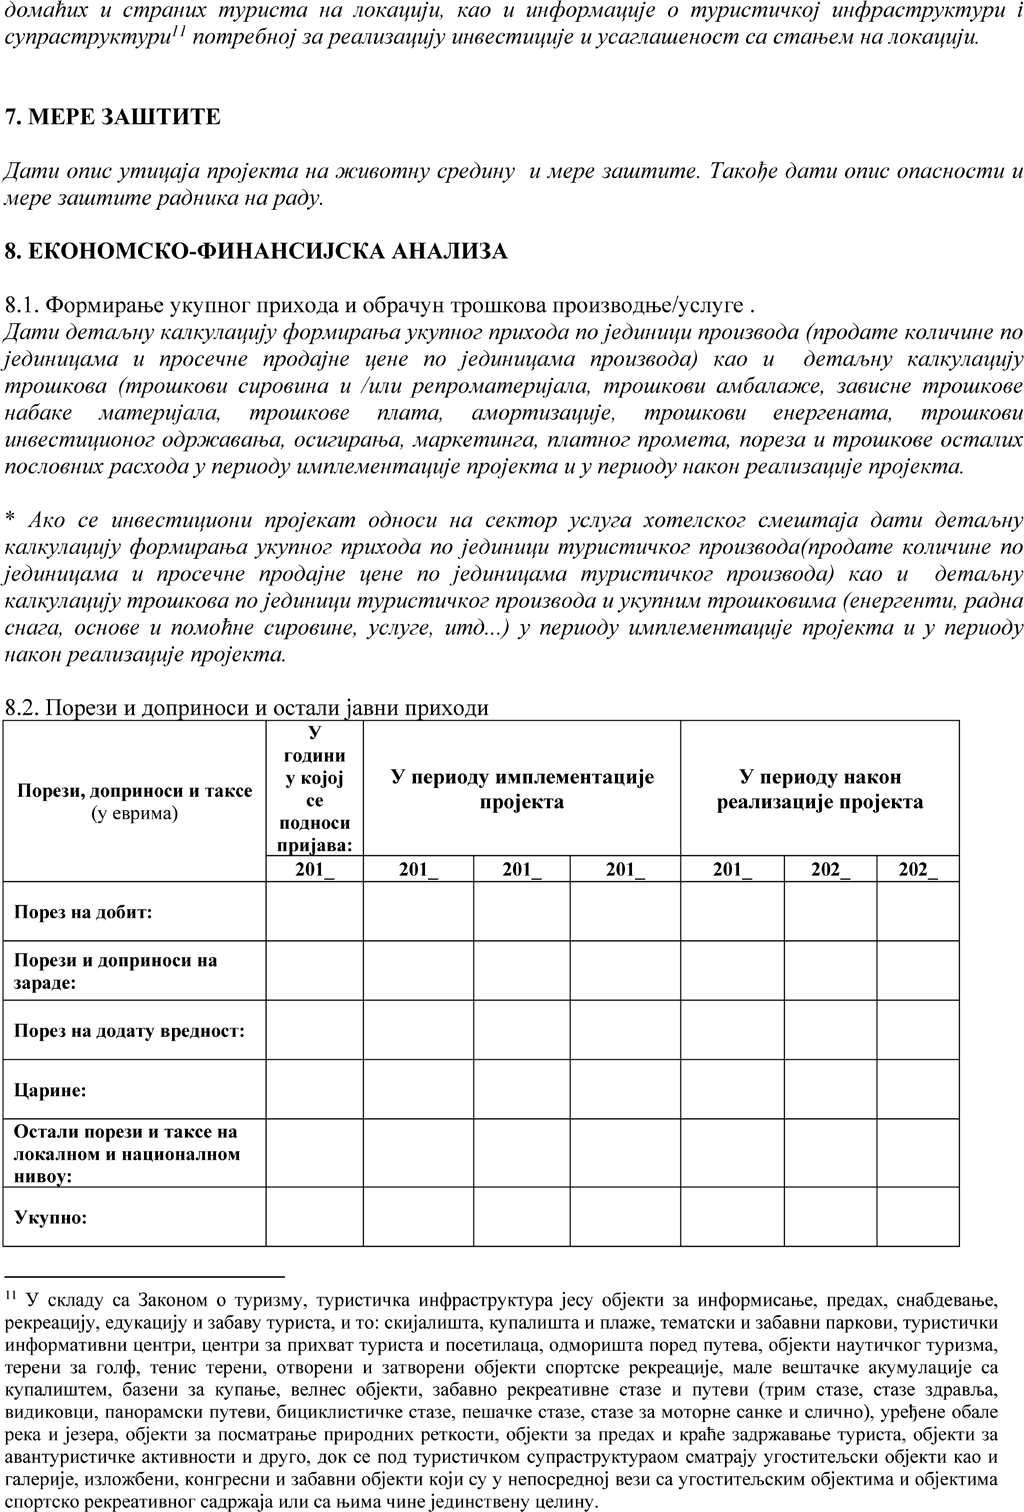 домаћих и страних туриста на локацији, као и информације о туристичкој инфраструктури і
супраструктури¹¹ потребној за реализацију инвестиције и усаглашеност са стањем на локацији.
7. МЕРЕ ЗАШТИТЕ
Дати опис утицаја пројекта на животну средину и мере заштите. Такође дати опис опасности и
мере заштите радника на раду.
8. ЕКОНОМСКО-ФИНАНСИЈСКА АНАЛИЗА
8.1. Формирање укупног прихода и обрачун трошкова производње/услуге .
Дати детаљну калкулацију формирања укупног прихода по јединици производа (продате количине по
јединицама и просечне продајне цене по јединицама производа) као и детаљну калкулацију
трошкова (трошкови сировина и /или репроматеријала, трошкови амбалаже, зависне трошкове
набаке материјала, трошкове плата, амортизације, трошкови енергената, трошкови
инвестиционог одржавања, осигирања, маркетинга, платног промета, пореза и трошкове осталих
пословних расхода у периоду имплементације пројекта и у периоду након реализације пројекта.
* Ако се инвестициони пројекат односи на сектор услуга хотелског смештаја дати детаљну
калкулацију формирања укупног прихода по јединици туристичког производа(продате количине по
јединицама и просечне продајне цене по јединицама туристичког производа) као и детаљну
калкулацију трошкова по јединици туристичког производа и укупним трошковима (енергенти, радна
снага, основе и помоћне сировине, услуге, итд...) у периоду имплементације пројекта и у периоду
након реализације пројекта.
8.2. Порези и доприноси и остали јавни приходи
Порези, доприноси и таксе
(у еврима)
У
години
у којој
се
подноси
пријава:
У периоду имплементације
пројекта
У периоду након
реализације пројекта
201_ 201_ 201_ 201_ 201_ 202_ 202_
Порез на добит:
Порези и доприноси на
зараде:
Порез на додату вредност:
Царине:
Остали порези и таксе на
локалном и националном
нивоу:
Укупно:
¹¹ У складу са Законом о туризму, туристичка инфраструктура јесу објекти за информисање, предах, снабдевање,
рекреацију, едукацију и забаву туриста, и то: скијалишта, купалишта и плаже, тематски и забавни паркови, туристички
информативни центри, центри за прихват туриста и посетилаца, одморишта поред путева, објекти наутичког туризма,
терени за голф, тенис терени, отворени и затворени објекти спортске рекреације, мале вештачке акумулације са
купалиштем, базени за купање, велнес објекти, забавно рекреативне стазе и путеви (трим стазе, стазе здравља,
видиковци, панорамски путеви, бициклистичке стазе, пешачке стазе, стазе за моторне санке и слично), уређене обале
река и језера, објекти за посматрање природних реткости, објекти за предах и краће задржавање туриста, објекти за
авантуристичке активности и друго, док се под туристичком супраструктураом сматрају угоститељски објекти као и
галерије, изложбени, конгресни и забавни објекти који су у непосредној вези са угоститељским објектима и објектима
спортско рекреативног садржаја или са њима чине јединствену целину.